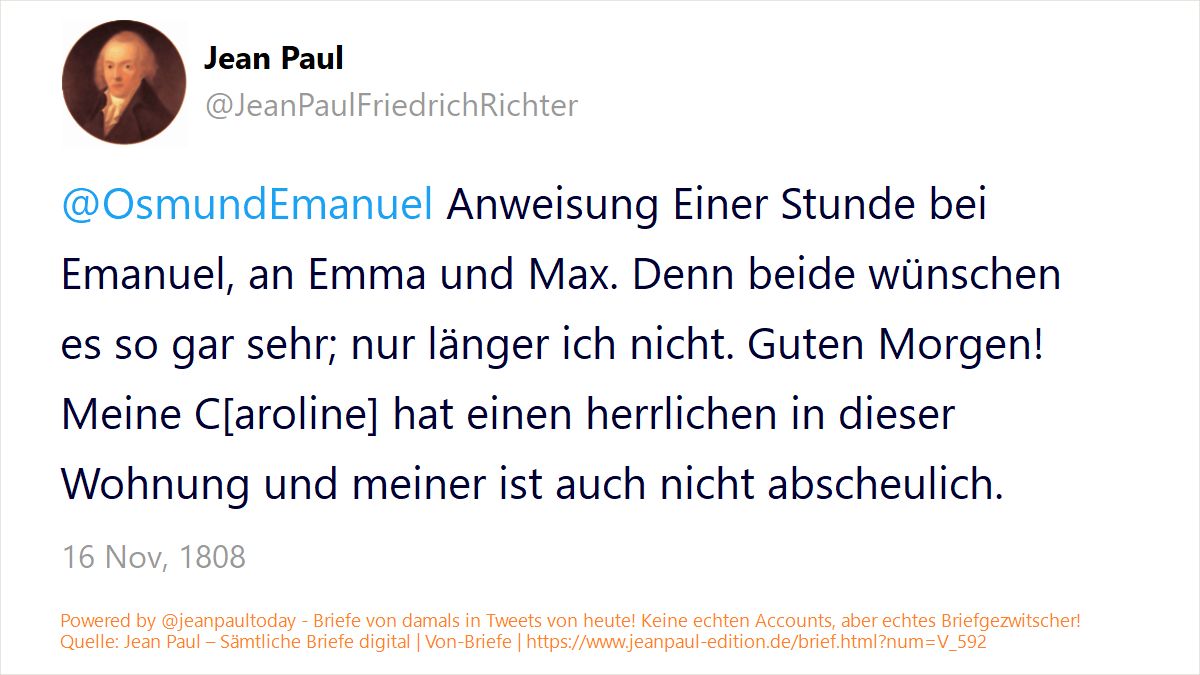 Jean Paul
@JeanPaulFriedrichRichter
@OsmundEmanuel Anweisung Einer Stunde bei
Emanuel, an Emma und Max. Denn beide wünschen
es so gar sehr; nur länger ich nicht. Guten Morgen!
Meine C[aroline] hat einen herrlichen in dieser
Wohnung und meiner ist auch nicht abscheulich.
16 Nov, 1808
Powered by @jeanpaultoday - Briefe von damals in Tweets von heute! Keine echten Accounts, aber echtes Briefgezwitscher!
Quelle: Jean Paul – Sämtliche Briefe digital | Von-Briefe | https://www.jeanpaul-edition.de/brief.html?num=V_592